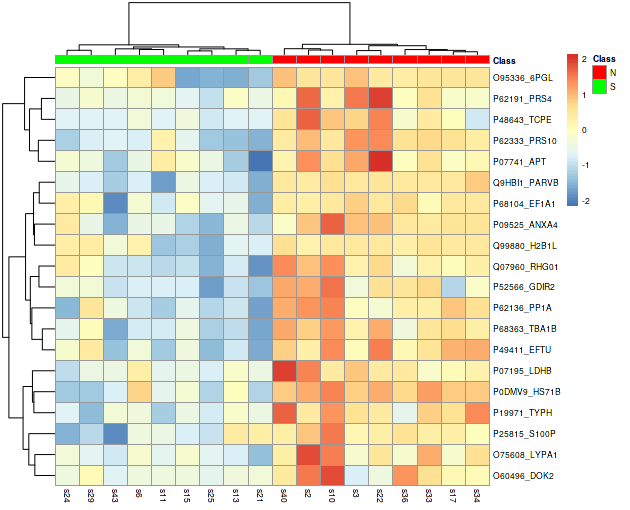 Class
O95336_6PGL
P62191_PRS4
P48643_TCPE
P62333_PRS10
P07741_APT
Q9HBI1_PARVB
P68104_EF1A1
P09525_ANXA4
Q99880_H2B1L
Q07960_RHG01
P52566_GDIR2
P62136_PP1A
P68363_TBA1B
P49411_EFTU
P07195_LDHB
P0DMV9_HS71B
P19971_TYPH
P25815_S100P
O75608_LYPA1
O60496_DOK2
s24 s29 s43 s6 s11 s15 s25 s13 s21 s40 s2 s10 s3 s22 s36 s33 s17 s34
2
1
0
-1
-2
Class
N
S